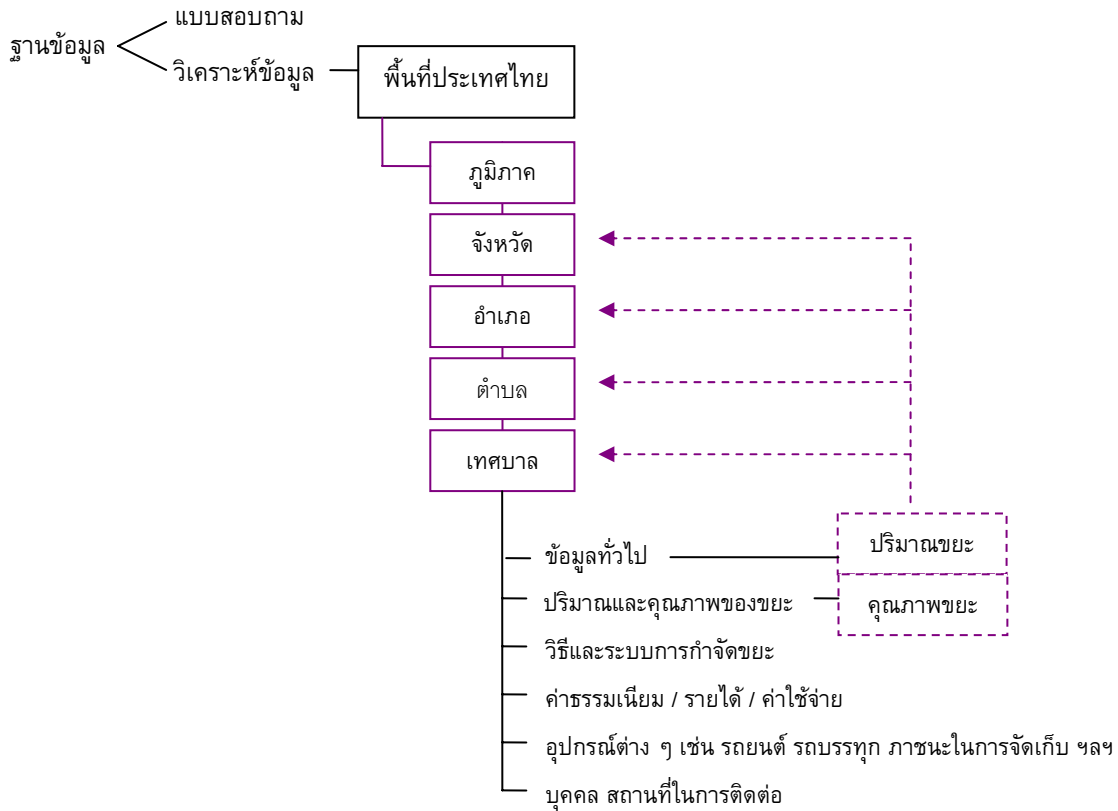 แบบสอบถาม
ฐานข้อมูล
วิเคราะห์ข้อมูล
พื้นที่ประเทศไทย
ภูมิภาค
จังหวัด
อำเภอ
ตำบล
เทศบาล
ข้อมูลทั่วไป
ปริมาณขยะ
ปริมาณและคุณภาพของขยะ
คุณภาพขยะ
วิธีและระบบการกำจัดขยะ
ค่าธรรมเนียม / รายได้ / ค่าใช้จ่าย
อุปกรณ์ต่าง ๆ เช่น รถยนต์ รถบรรทุก ภาชนะในการจัดเก็บ ฯลฯ
บุคคล สถานที่ในการติดต่อ